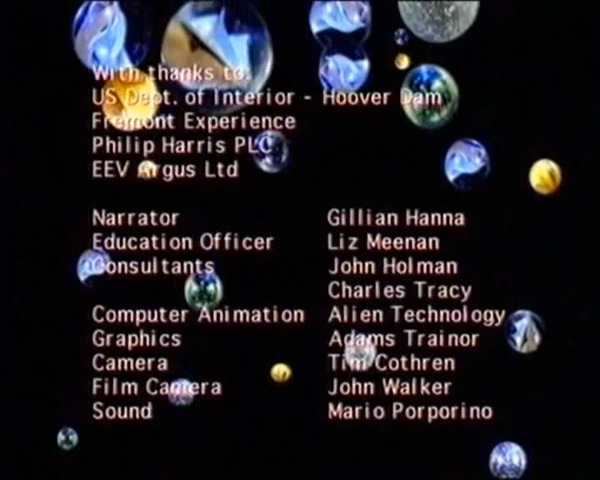 With thanks to:
US Dept. of Interior - Hoover Dam
Fremont Experience
Philip Harris PLC
EEV Argus Ltd
Narrator Gillian Hanna
Education Officer Liz Meenan
Consultants John Holman
Charles Tracy
Computer Animation Alien Technology
Graphics Adams Trainor
Camera Tim Cothren
Film Camera John Walker
Sound Mario Porporino